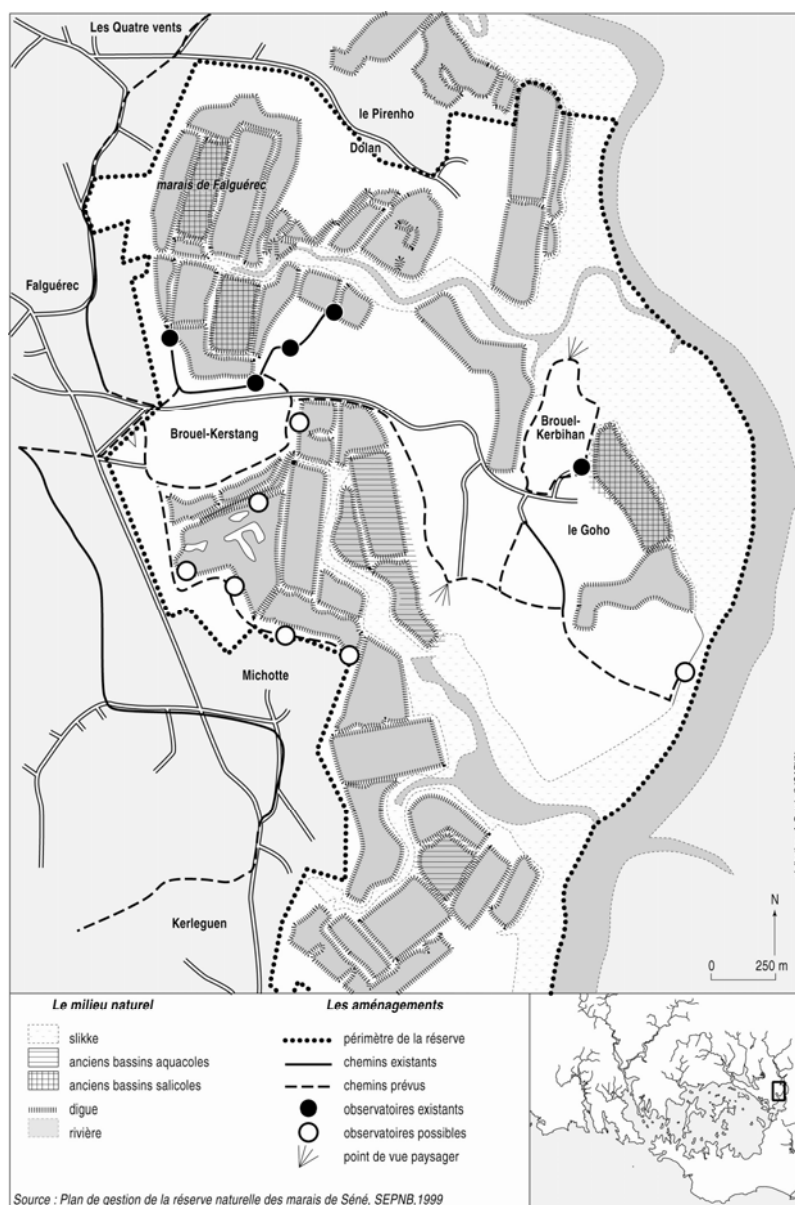 Les Quatre vents
le Pirenho
Dolan
marais de Falguérec
Falguérec
Brouel-Kerstang
Brouel-
Kerbihan
le Goho
Michotte
Kerleguen
N
0 250 m
Le milieu naturel
slikke
anciens bassins aquacoles
anciens bassins salicoles
digue
rivière
Les aménagements
périmètre de la réserve
chemins existants
chemins prévus
observatoires existants
observatoires possibles
point de vue paysager
Source : Plan de gestion de la réserve naturelle des marais de Séné, SEPNB,1999